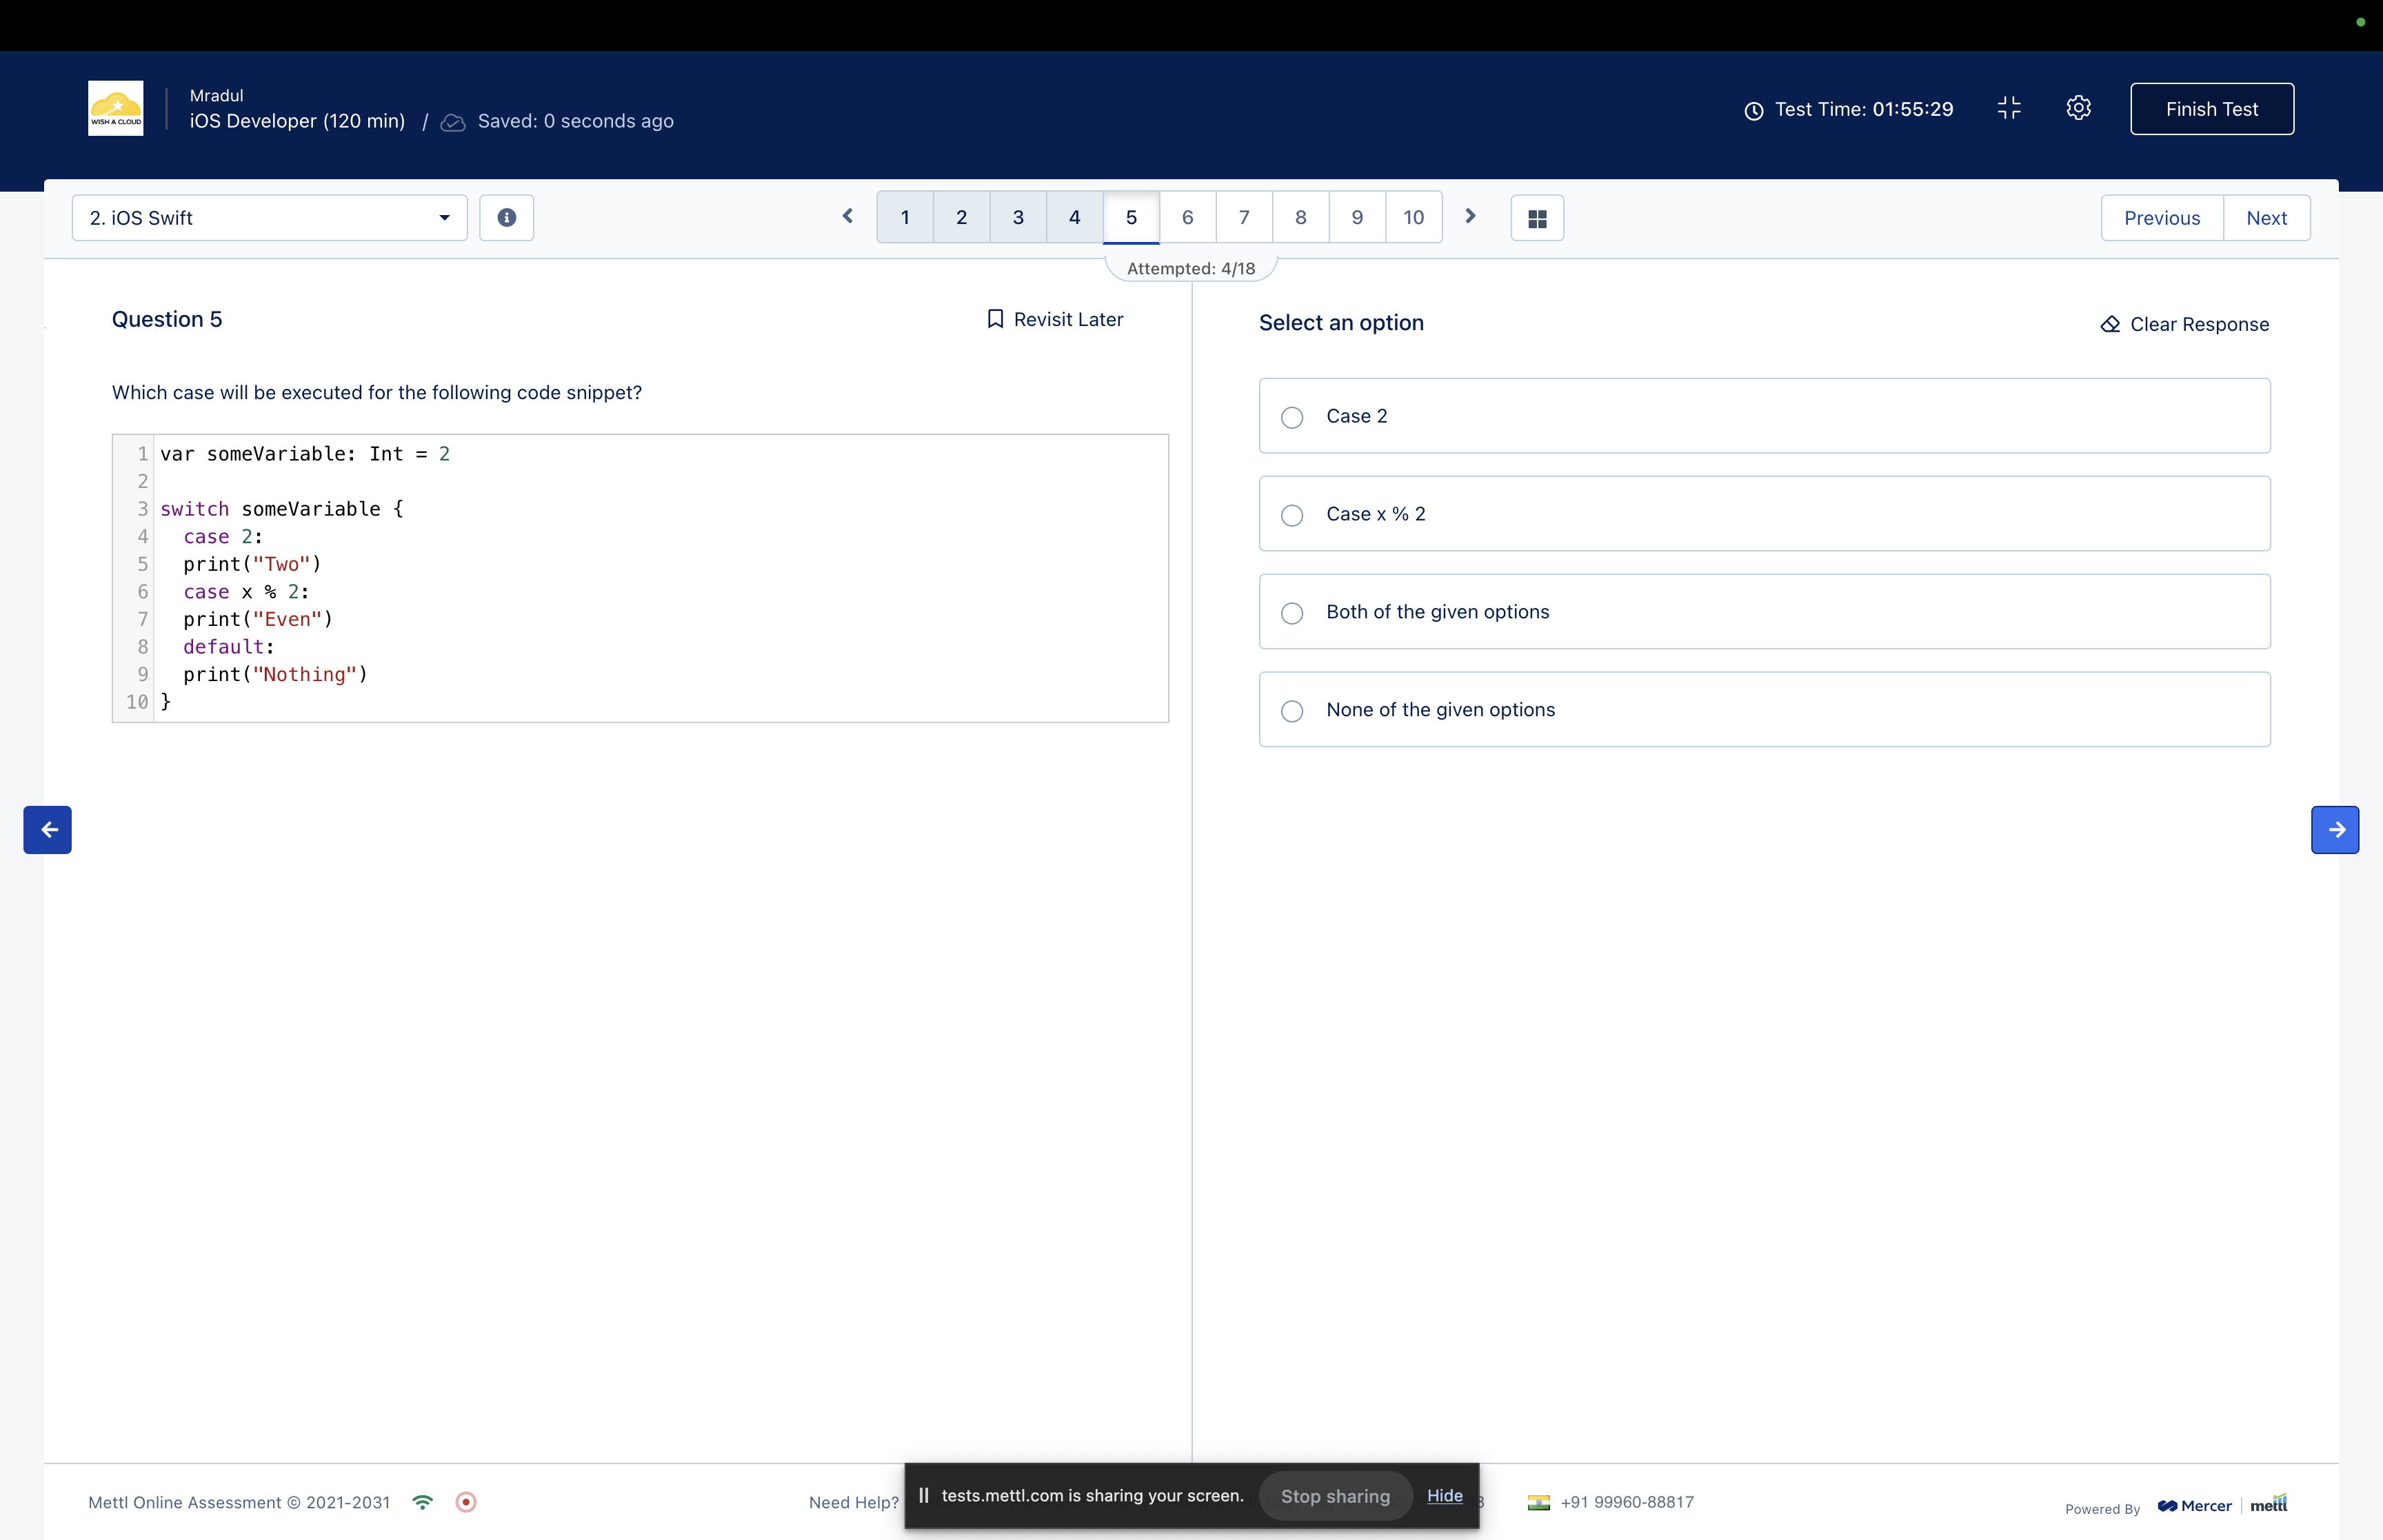 WISH A CLOUD
Mradul
iOS Developer (120 min) / Saved: 0 seconds ago
Test Time: 01:55:29
Finish Test
2. iOS Swift
1 2 3 4 5 6 7 8 9 10
Previous Next
Attempted: 4/18
Question 5
Revisit Later
Which case will be executed for the following code snippet?
1 var someVariable: Int = 2
2
3 switch someVariable {
4 case 2:
5 print("Two")
6 case x % 2:
7 print("Even")
8 default:
9 print("Nothing")
10 }
Select an option
Clear Response
Case 2
Case x % 2
Both of the given options
None of the given options
Mettl Online Assessment © 2021-2031
Need Help?
tests.mettl.com is sharing your screen. Stop sharing Hide
+91 99960-88817
Powered By Mercer | mettl